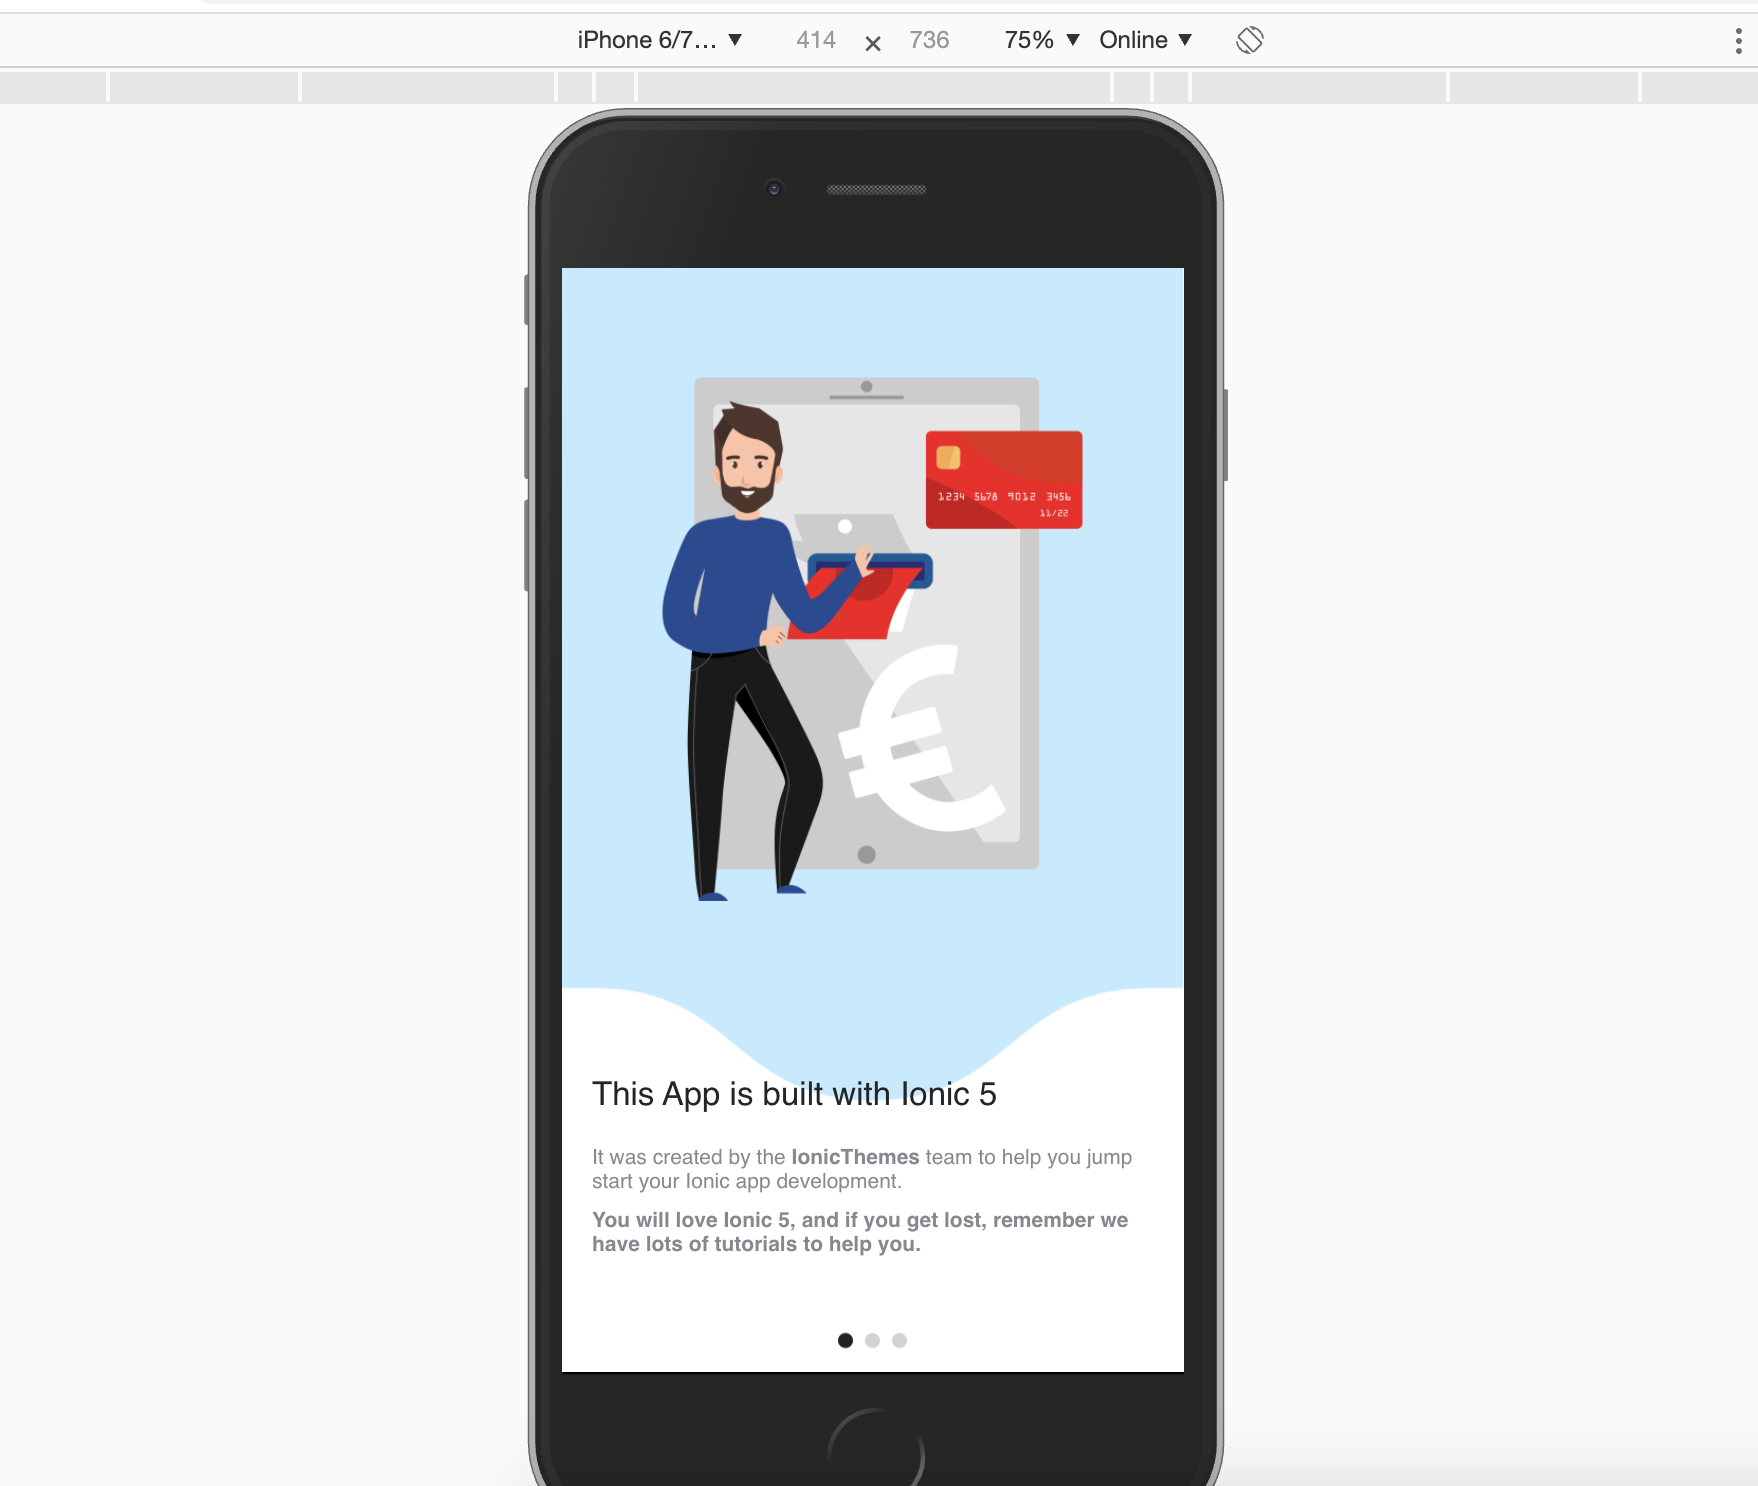 iPhone 6/7... 414 × 736 75% Online
1234 5678 9012 3456
11/22
€
This App is built with Ionic 5
It was created by the IonicThemes team to help you jump
start your Ionic app development.
You will love Ionic 5, and if you get lost, remember we
have lots of tutorials to help you.